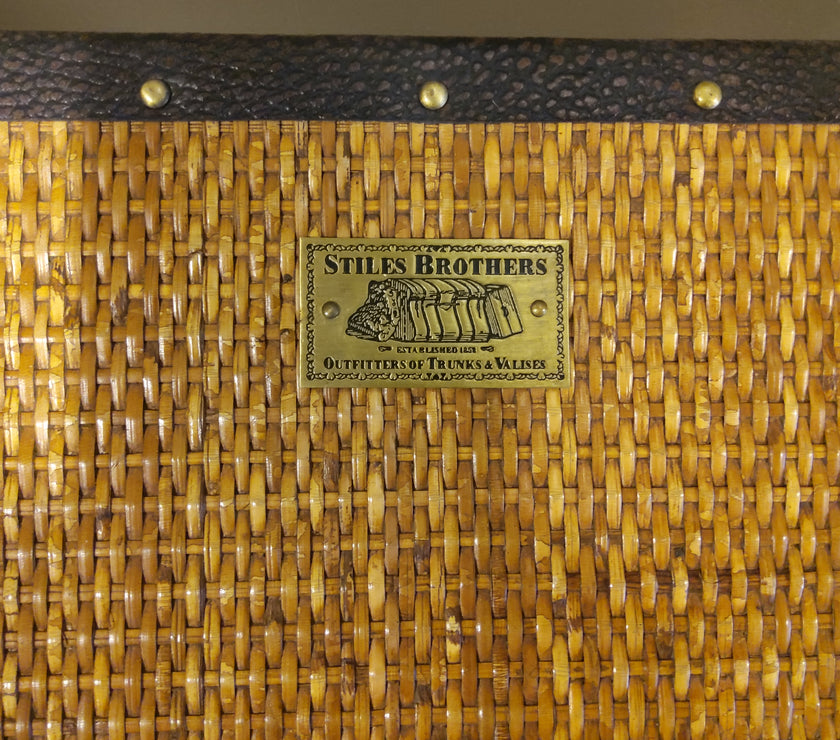 STILES BROTHERS
ESTABLISHED 1851
OUTFITTERS OF TRUNKS & VALISES